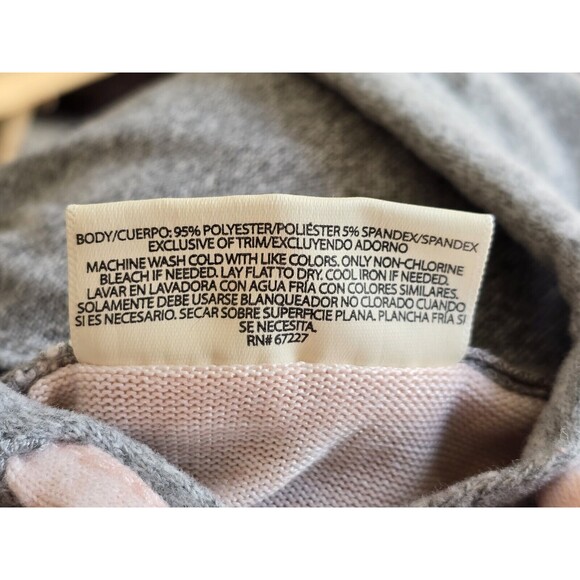 BODY/CUERPO: 95% POLYESTER/POLIÉSTER 5% SPANDEX/SPANDEX
EXCLUSIVE OF TRIM/EXCLUYENDO ADORNO
MACHINE WASH COLD WITH LIKE COLORS. ONLY NON-CHLORINE
BLEACH IF NEEDED. LAY FLAT TO DRY. COOL IRON IF NEEDED.
LAVAR EN LAVADORA CON AGUA FRÍA CON COLORES SIMILARES.
SOLAMENTE DEBE USARSE BLANQUEADOR NO CLORADO CUANDO
SI ES NECESARIO. SECAR SOBRE SUPERFICIE PLANA. PLANCHA FRÍA SI
SE NECESITA.
RN# 67227